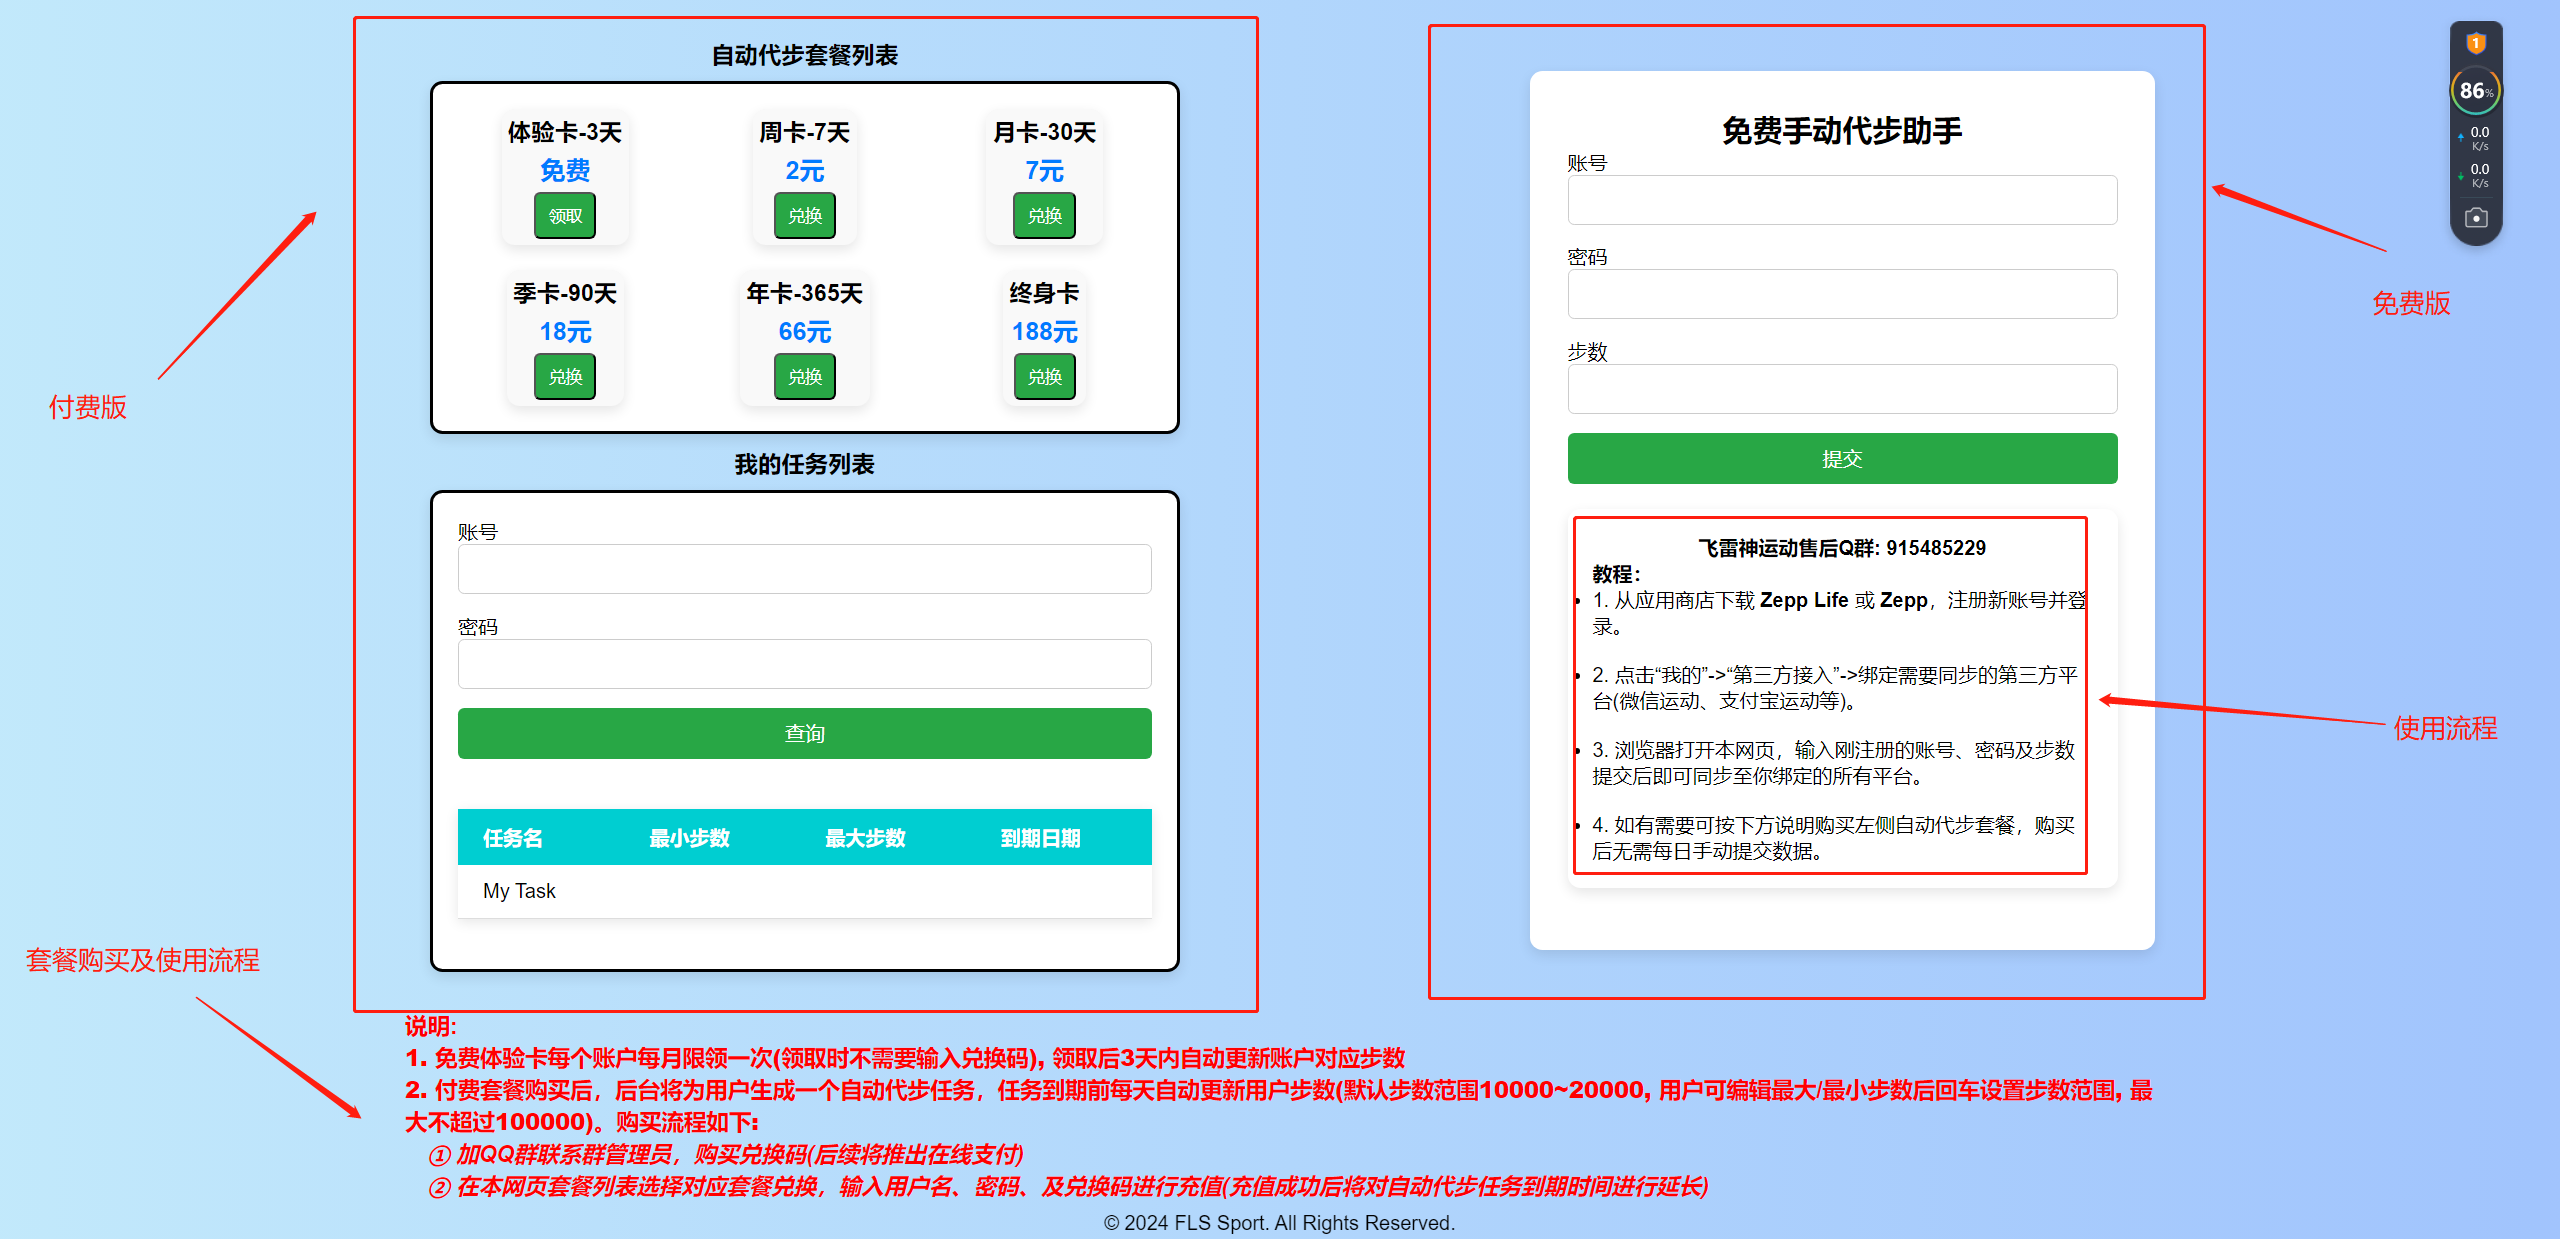 自动代步套餐列表
体验卡-3天
免费
领取
周卡-7天
2元
兑换
月卡-30天
7元
兑换
季卡-90天
18元
兑换
年卡-365天
66元
兑换
终身卡
188元
兑换
付费版
我的任务列表
账号
密码
查询
任务名 最小步数 最大步数 到期日期
My Task
免费手动代步助手
账号
密码
步数
提交
飞雷神运动售后Q群: 915485229
教程：
1. 从应用商店下载 Zepp Life 或 Zepp，注册新账号并登
录。
2. 点击“我的”->“第三方接入”->绑定需要同步的第三方平
台(微信运动、支付宝运动等)。
3. 浏览器打开本网页，输入刚注册的账号、密码及步数
提交后即可同步至你绑定的所有平台。
4. 如有需要可按下方说明购买左侧自动代步套餐，购买
后无需每日手动提交数据。
免费版
使用流程
1
86%
0.0
K/s
0.0
K/s
套餐购买及使用流程
说明:
1. 免费体验卡每个账户每月限领一次(领取时不需要输入兑换码), 领取后3天内自动更新账户对应步数
2. 付费套餐购买后，后台将为用户生成一个自动代步任务，任务到期前每天自动更新用户步数(默认步数范围10000~20000, 用户可编辑最大/最小步数后回车设置步数范围, 最
大不超过100000)。购买流程如下:
① 加QQ群联系群管理员，购买兑换码(后续将推出在线支付)
② 在本网页套餐列表选择对应套餐兑换，输入用户名、密码、及兑换码进行充值(充值成功后将对自动代步任务到期时间进行延长)
© 2024 FLS Sport. All Rights Reserved.